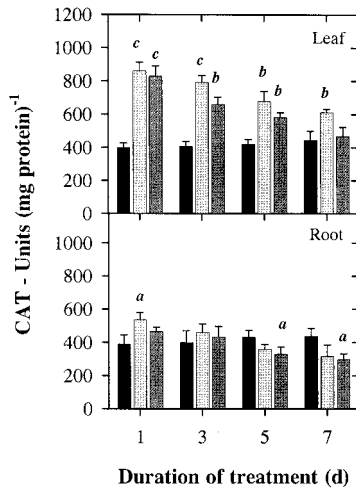 1200
Leaf
1000
c
c
c
800
b
b
b
b
600
400
200
0
CAT - Units (mg protein)-1
Root
1000
800
a
600
a
a
400
200
0
1 3 5 7
Duration of treatment (d)